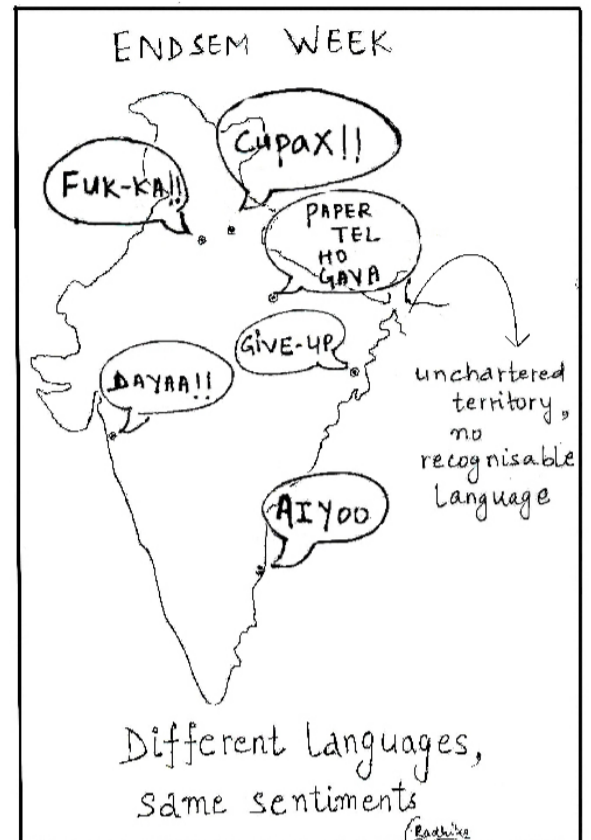 ENDSEM WEEK
CupaX!!
FUK-KA!!
PAPER
TEL
HO
GAYA
GIVE-UP
DAYAA!!
unchartered
territory,
no
recognisable
language
AIYOO
Different languages,
same sentiments
Radhika